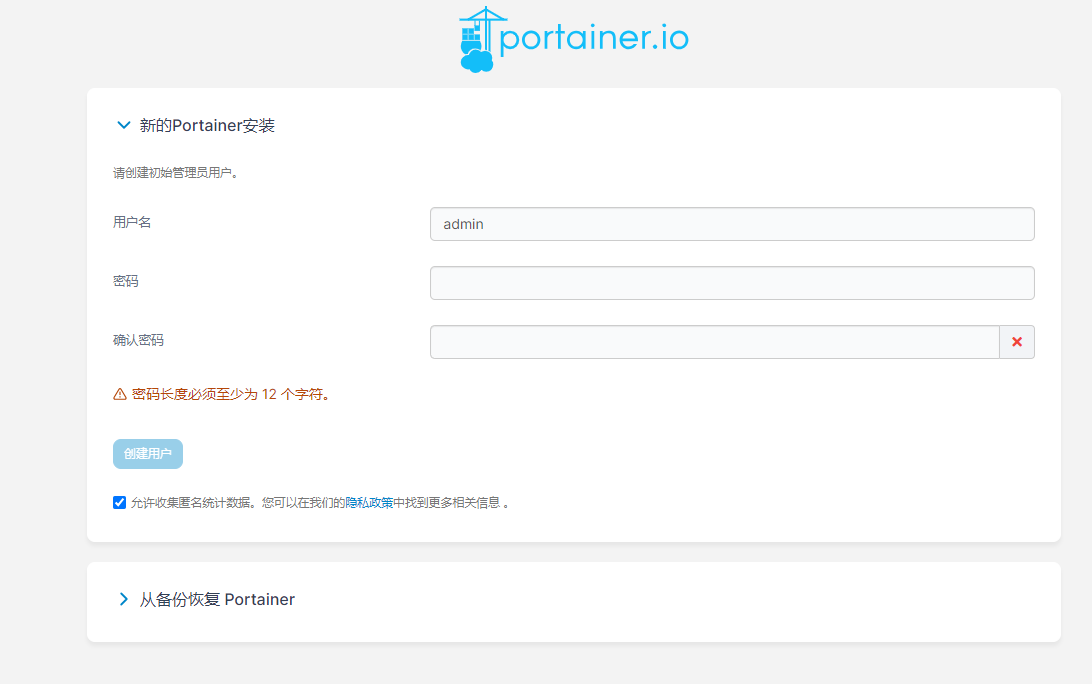 portainer.io
新的Portainer安装
请创建初始管理员用户。
用户名
admin
密码
确认密码
密码长度必须至少为 12 个字符。
创建用户
允许收集匿名统计数据。您可以在我们的隐私政策中找到更多相关信息 。
从备份恢复 Portainer